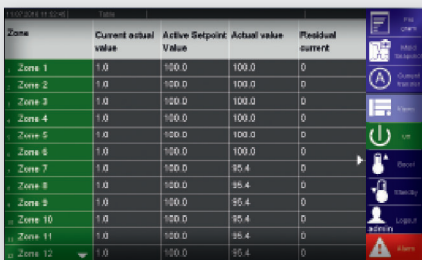 Zone Current actual value Active Setpoint Value Actual value Residual current
Zone 1 1.0 100.0 100.0 0
Zone 2 1.0 100.0 100.0 0
Zone 3 1.0 100.0 100.0 0
Zone 4 1.0 100.0 100.0 0
Zone 5 1.0 100.0 100.0 0
Zone 6 1.0 100.0 100.0 0
Zone 7 1.0 100.0 95.4 0
Zone 8 1.0 100.0 95.4 0
Zone 9 1.0 100.0 95.4 0
Zone 10 1.0 100.0 95.4 0
Zone 11 1.0 100.0 95.4 0
Zone 12 1.0 100.0 95.4 0
A Current
Views
Boost
Standby
Logout
admin
Alarm